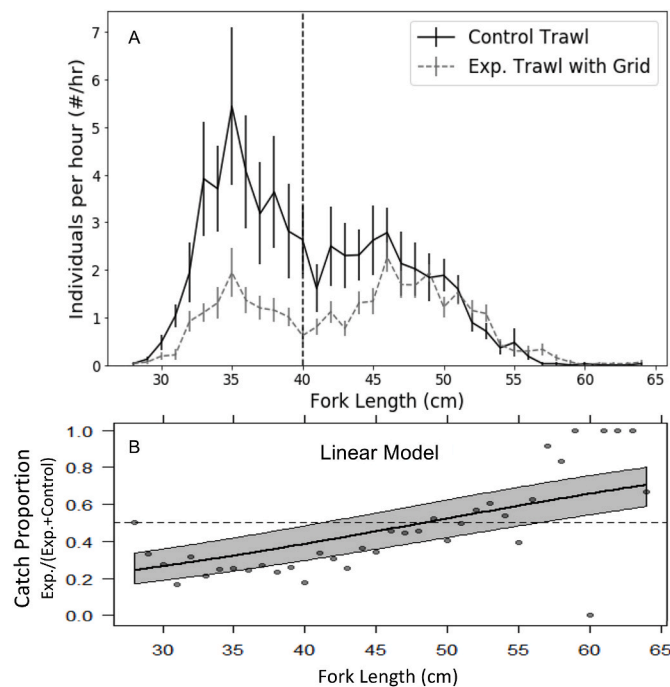 A
Control Trawl
Exp. Trawl with Grid
Individuals per hour (#/hr)
7
6
5
4
3
2
1
0
30 35 40 45 50 55 60 65
Fork Length (cm)
B
Linear Model
Catch Proportion
Exp./(Exp.+Control)
1.0
0.8
0.6
0.4
0.2
0.0
30 35 40 45 50 55 60 65
Fork Length (cm)